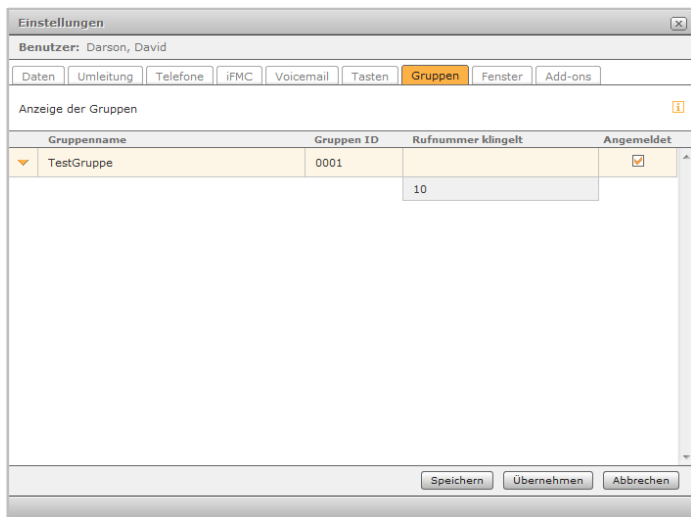 Einstellungen
Benutzer: Darson, David
Daten Umleitung Telefone iFMC Voicemail Tasten Gruppen Fenster Add-ons
Anzeige der Gruppen
Gruppenname Gruppen ID Rufnummer klingelt Angemeldet
TestGruppe 0001
10
Speichern Übernehmen Abbrechen